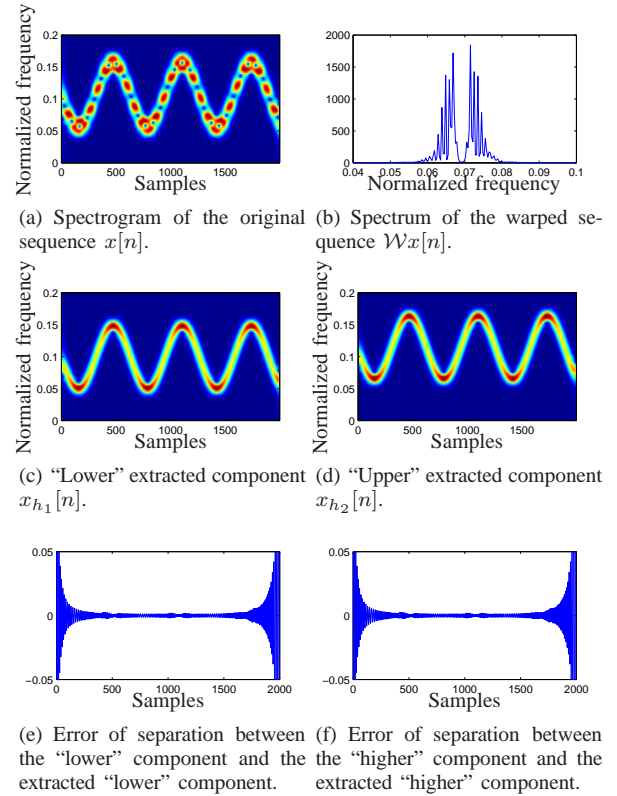 0.2
0.15
0.1
0.05
0
0 500 1000 1500
Normalized frequency
Samples
2000
1500
1000
500
0
0.04 0.05 0.06 0.07 0.08 0.09 0.1
Normalized frequency
(a) Spectrogram of the original
sequence x[n].
(b) Spectrum of the warped se-
quence 𝒲x[n].
0.2
0.15
0.1
0.05
0
0 500 1000 1500
Normalized frequency
Samples
0.2
0.15
0.1
0.05
0
0 500 1000 1500
Normalized frequency
Samples
(c) “Lower” extracted component
x_{h_1}[n].
(d) “Upper” extracted component
x_{h_2}[n].
0.05
0
−0.05
0 500 1000 1500 2000
Samples
0.05
0
−0.05
0 500 1000 1500 2000
Samples
(e) Error of separation between
the “lower” component and the
extracted “lower” component.
(f) Error of separation between
the “higher” component and the
extracted “higher” component.